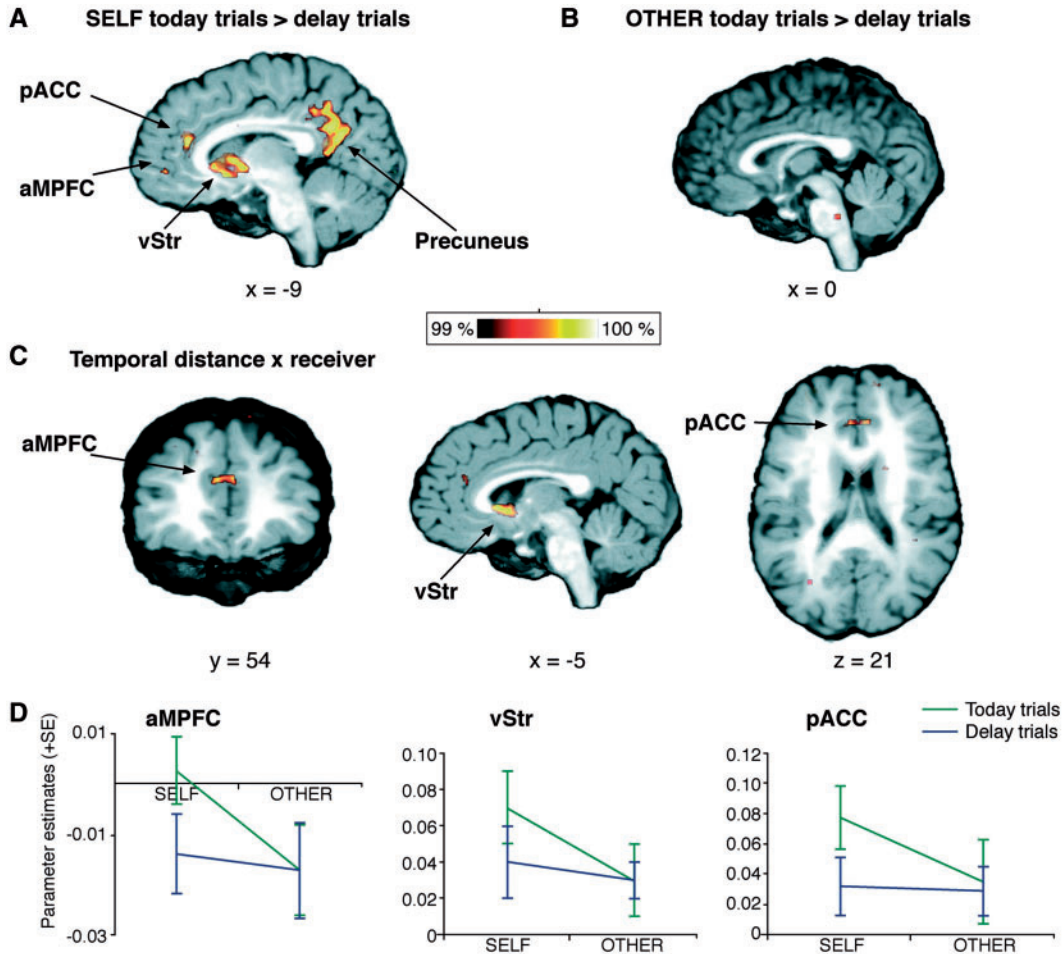 A SELF today trials > delay trials
B OTHER today trials > delay trials
pACC
aMPFC
vStr
Precuneus
x = -9
x = 0
99 % 100 %
C Temporal distance x receiver
aMPFC
vStr
pACC
y = 54
x = -5
z = 21
D
Parameter estimates (+SE)
aMPFC
0.01
-0.01
-0.03
SELF OTHER
vStr
0.10
0.08
0.06
0.04
0.02
0
SELF OTHER
pACC
0.12
0.10
0.08
0.06
0.04
0.02
0
SELF OTHER
Today trials
Delay trials